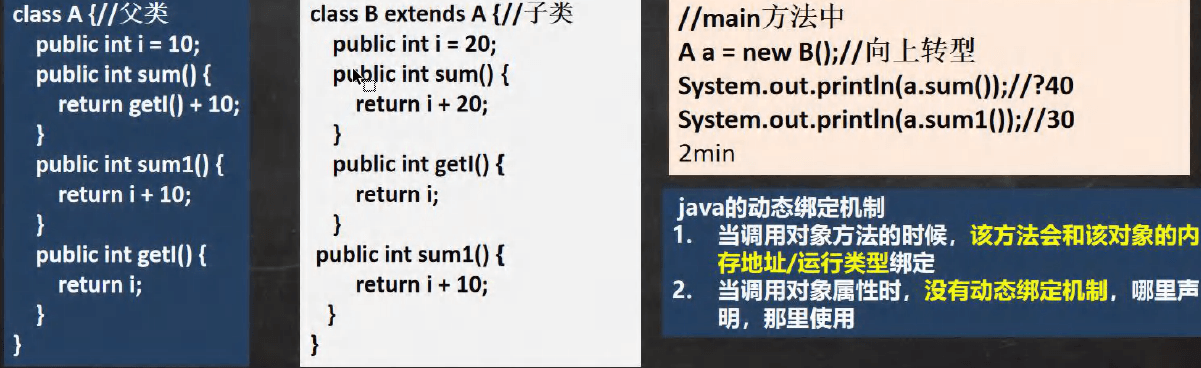 class A {//父类
public int i = 10;
public int sum() {
return getI() + 10;
}
public int sum1() {
return i + 10;
}
public int getI() {
return i;
}
}
class B extends A {//子类
public int i = 20;
public int sum() {
return i + 20;
}
public int getI() {
return i;
}
public int sum1() {
return i + 10;
}
}
//main方法中
A a = new B();//向上转型
System.out.println(a.sum());//?40
System.out.println(a.sum1());//30
2min
java的动态绑定机制
1. 当调用对象方法的时候，该方法会和该对象的内
存地址/运行类型绑定
2. 当调用对象属性时，没有动态绑定机制，哪里声
明，那里使用